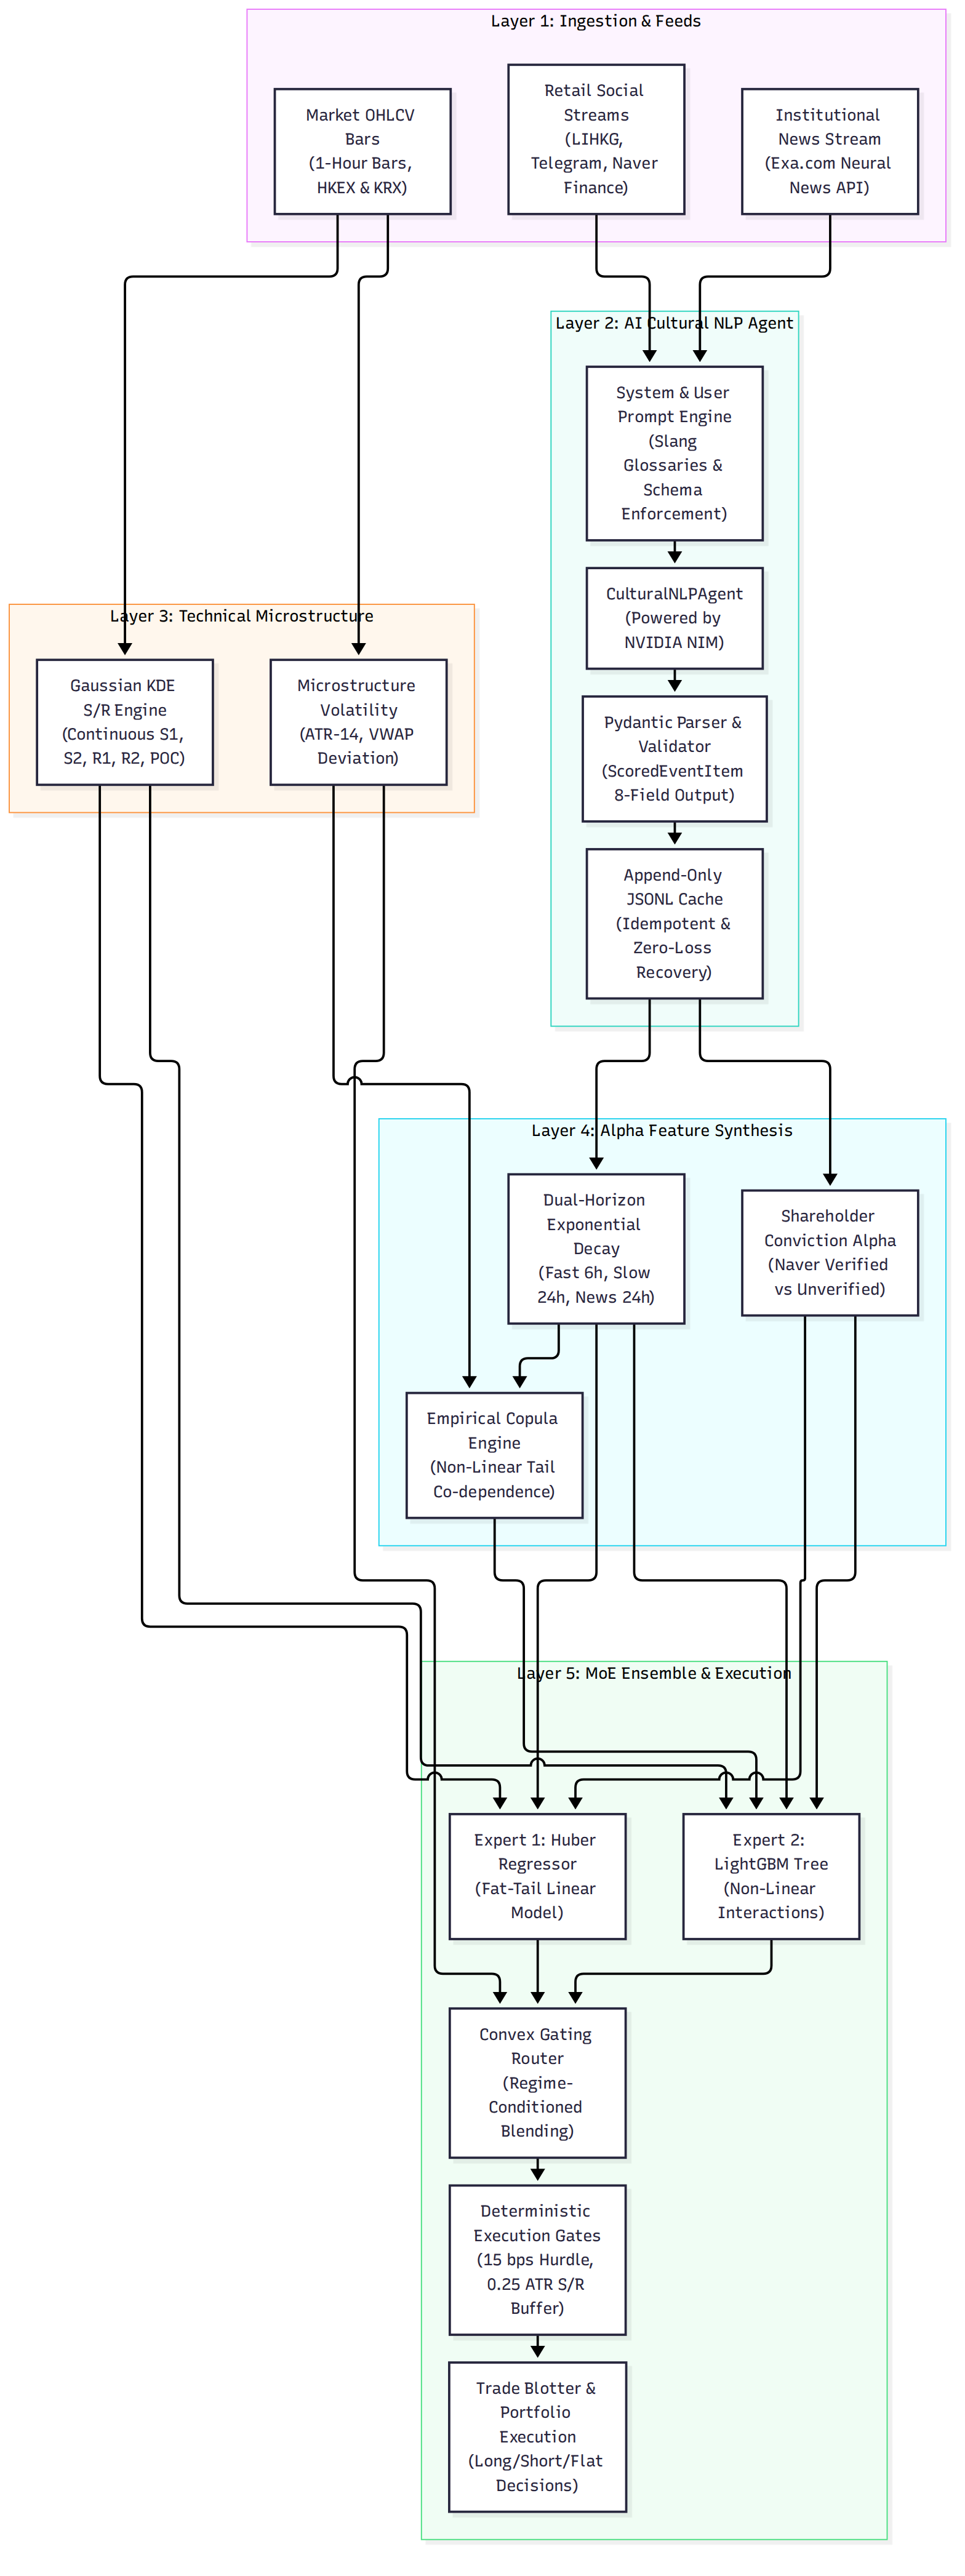 Layer 1: Ingestion & Feeds
Market OHLCV
Bars
(1-Hour Bars,
HKEX & KRX)
Retail Social
Streams
(LIHKG,
Telegram, Naver
Finance)
Institutional
News Stream
(Exa.com Neural
News API)
Layer 2: AI Cultural NLP Agent
System & User
Prompt Engine
(Slang
Glossaries &
Schema
Enforcement)
CulturalNLPAgent
(Powered by
NVIDIA NIM)
Pydantic Parser &
Validator
(ScoredEventItem
8-Field Output)
Append-Only
JSONL Cache
(Idempotent &
Zero-Loss
Recovery)
Layer 3: Technical Microstructure
Gaussian KDE
S/R Engine
(Continuous S1,
S2, R1, R2, POC)
Microstructure
Volatility
(ATR-14, VWAP
Deviation)
Layer 4: Alpha Feature Synthesis
Dual-Horizon
Exponential
Decay
(Fast 6h, Slow
24h, News 24h)
Shareholder
Conviction Alpha
(Naver Verified
vs Unverified)
Empirical Copula
Engine
(Non-Linear Tail
Co-dependence)
Layer 5: MoE Ensemble & Execution
Expert 1: Huber
Regressor
(Fat-Tail Linear
Model)
Expert 2:
LightGBM Tree
(Non-Linear
Interactions)
Convex Gating
Router
(Regime-
Conditioned
Blending)
Deterministic
Execution Gates
(15 bps Hurdle,
0.25 ATR S/R
Buffer)
Trade Blotter &
Portfolio
Execution
(Long/Short/Flat
Decisions)